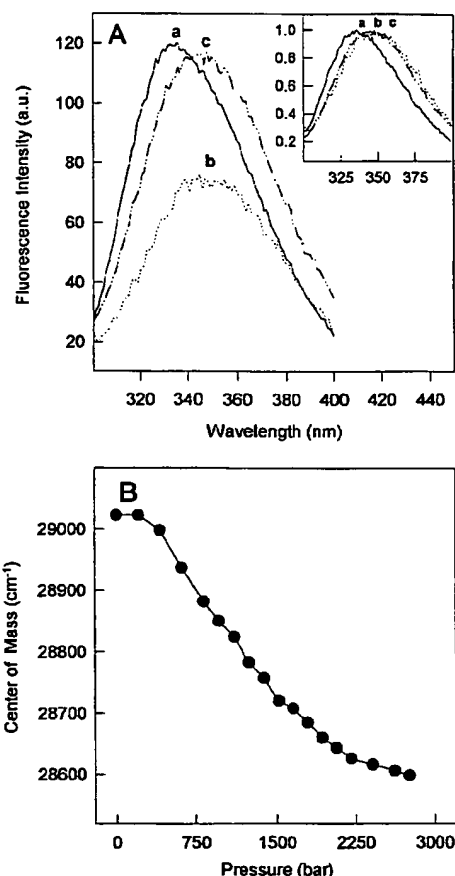 A
a
c
b
Fluorescence Intensity (a.u.)
120
100
80
60
40
20
320 340 360 380 400 420 440
Wavelength (nm)
a b c
1.0
0.8
0.6
0.4
0.2
325 350 375
B
Center of Mass (cm⁻¹)
29000
28900
28800
28700
28600
0 750 1500 2250 3000
Pressure (bar)